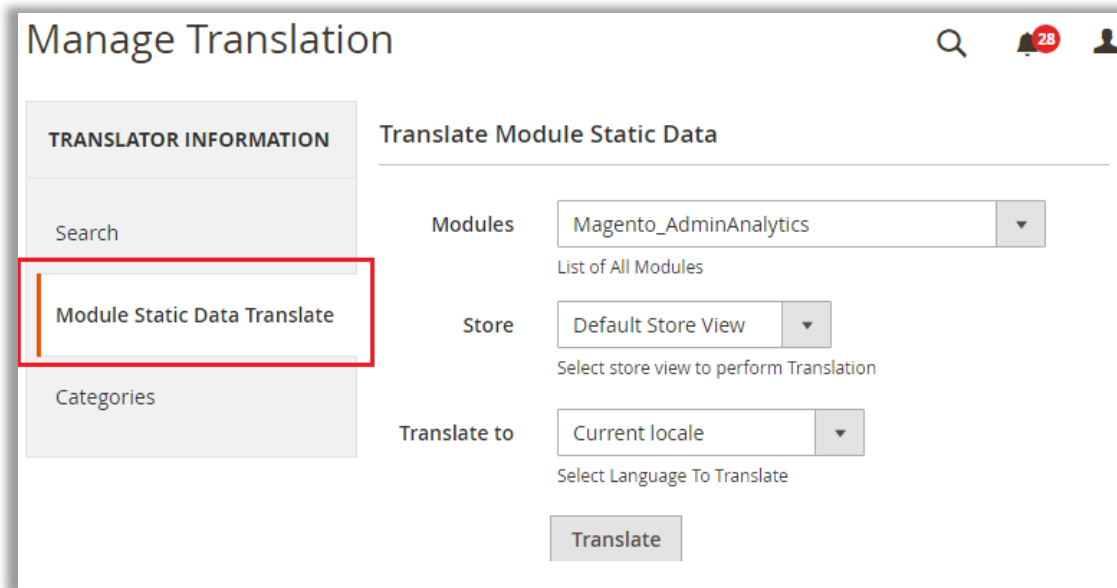 Manage Translation
28
TRANSLATOR INFORMATION
Search
Module Static Data Translate
Categories
Translate Module Static Data
Modules
Magento_AdminAnalytics
List of All Modules
Store
Default Store View
Select store view to perform Translation
Translate to
Current locale
Select Language To Translate
Translate